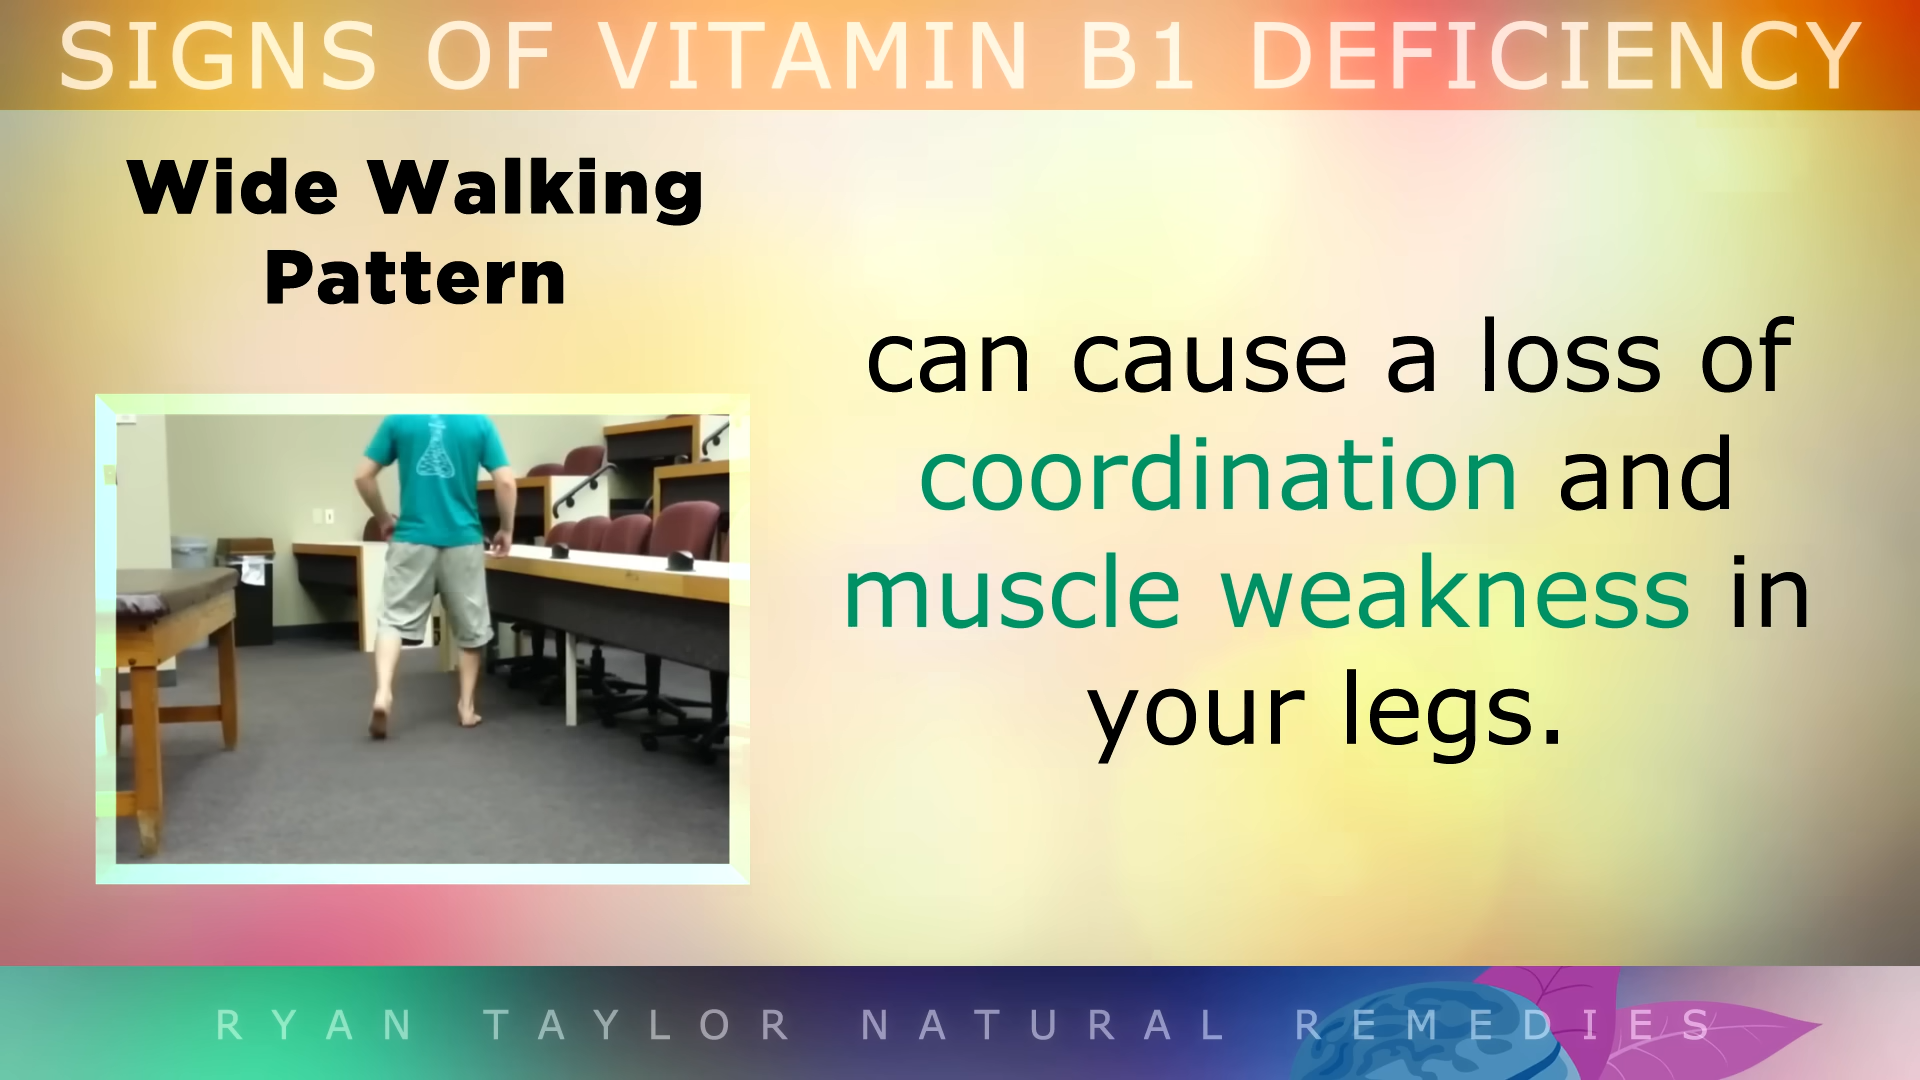 SIGNS OF VITAMIN B1 DEFICIENCY
Wide Walking
Pattern
can cause a loss of
coordination and
muscle weakness in
your legs.
RYAN TAYLOR NATURAL REMEDIES